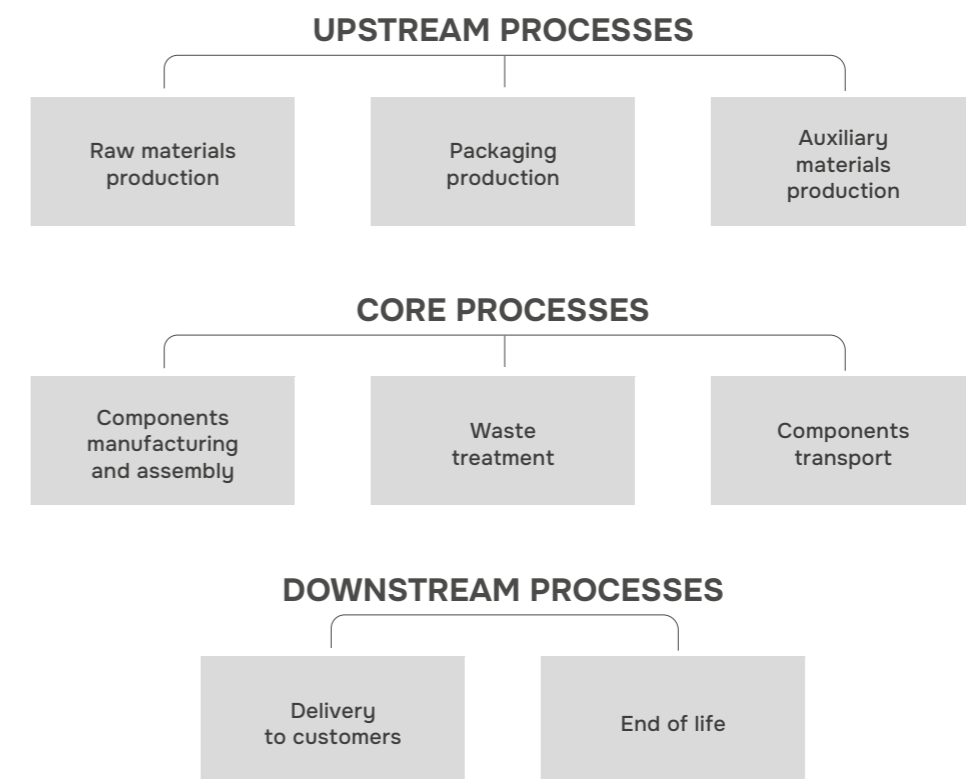 UPSTREAM PROCESSES
Raw materials
production
Packaging
production
Auxiliary
materials
production
CORE PROCESSES
Components
manufacturing
and assembly
Waste
treatment
Components
transport
DOWNSTREAM PROCESSES
Delivery
to customers
End of life